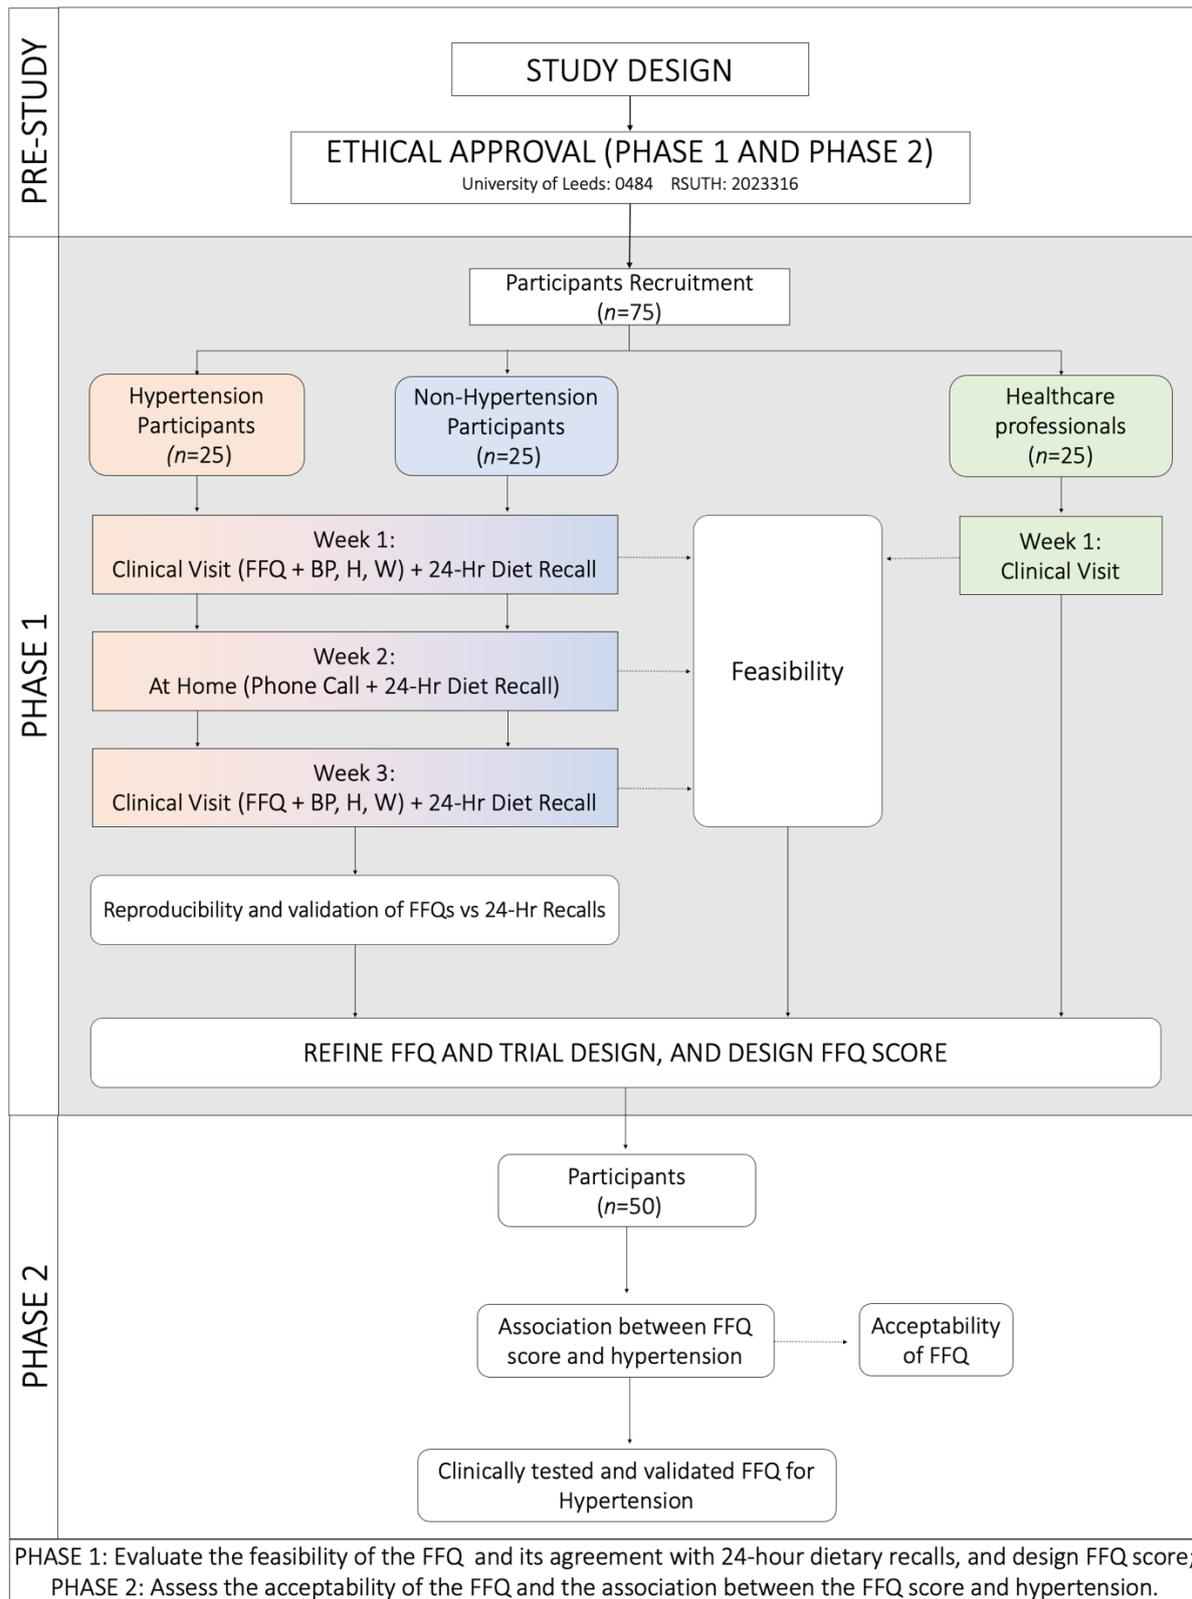 PRE-STUDY
STUDY DESIGN
ETHICAL APPROVAL (PHASE 1 AND PHASE 2)
University of Leeds: 0484 RSUTH: 2023316
PHASE 1
Participants Recruitment
(n=75)
Hypertension
Participants
(n=25)
Non-Hypertension
Participants
(n=25)
Healthcare
professionals
(n=25)
Week 1:
Clinical Visit (FFQ + BP, H, W) + 24-Hr Diet Recall
Week 2:
At Home (Phone Call + 24-Hr Diet Recall)
Week 3:
Clinical Visit (FFQ + BP, H, W) + 24-Hr Diet Recall
Feasibility
Week 1:
Clinical Visit
Reproducibility and validation of FFQs vs 24-Hr Recalls
REFINE FFQ AND TRIAL DESIGN, AND DESIGN FFQ SCORE
PHASE 2
Participants
(n=50)
Association between FFQ
score and hypertension
Acceptability
of FFQ
Clinically tested and validated FFQ for
Hypertension
PHASE 1: Evaluate the feasibility of the FFQ and its agreement with 24-hour dietary recalls, and design FFQ score;
PHASE 2: Assess the acceptability of the FFQ and the association between the FFQ score and hypertension.